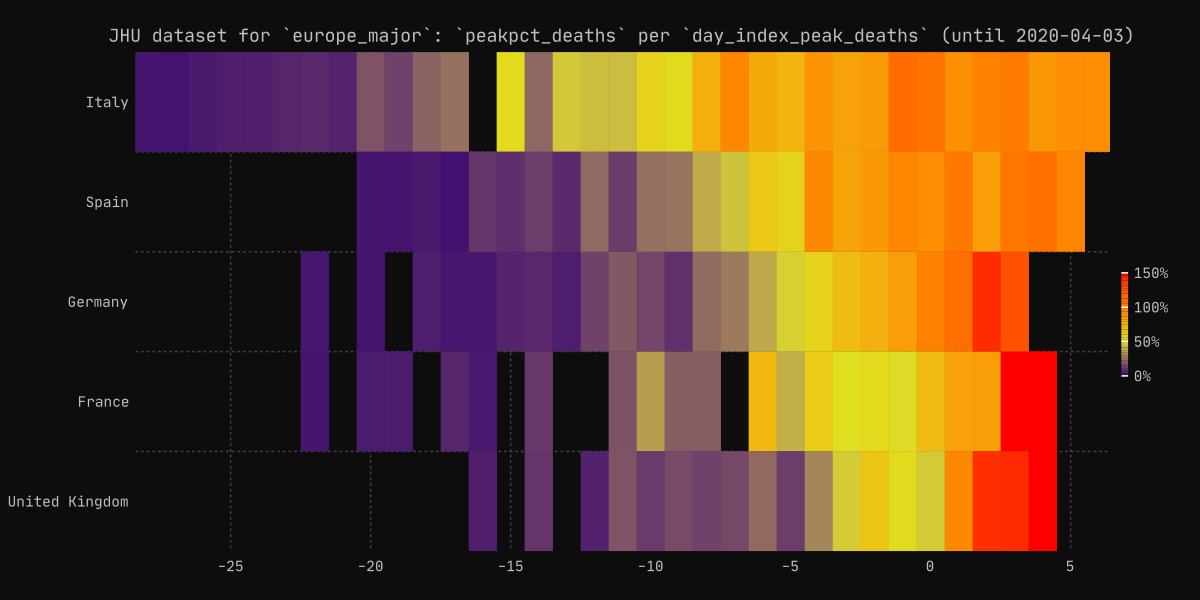 JHU dataset for `europe_major`: `peakpct_deaths` per `day_index_peak_deaths` (until 2020-04-03)
Italy
Spain
Germany
France
United Kingdom
150%
100%
50%
0%
-25 -20 -15 -10 -5 0 5